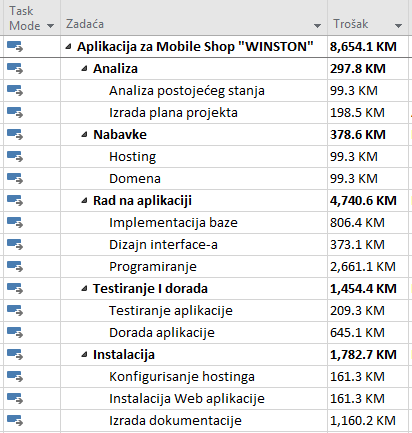 Task Mode Zadaća Trošak
Aplikacija za Mobile Shop "WINSTON" 8,654.1 KM
Analiza 297.8 KM
Analiza postojećeg stanja 99.3 KM
Izrada plana projekta 198.5 KM
Nabavke 378.6 KM
Hosting 99.3 KM
Domena 99.3 KM
Rad na aplikaciji 4,740.6 KM
Implementacija baze 806.4 KM
Dizajn interface-a 373.1 KM
Programiranje 2,661.1 KM
Testiranje I dorada 1,454.4 KM
Testiranje aplikacije 209.3 KM
Dorada aplikacije 645.1 KM
Instalacija 1,782.7 KM
Konfigurisanje hostinga 161.3 KM
Instalacija Web aplikacije 161.3 KM
Izrada dokumentacije 1,160.2 KM